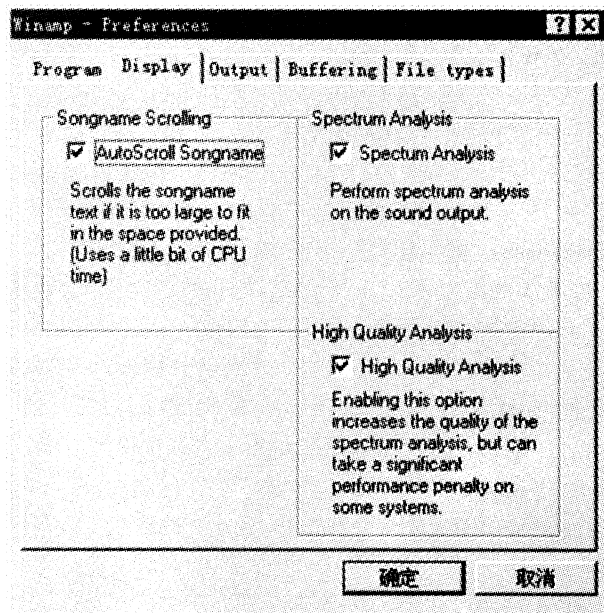 Winamp - Preferences
Program Display Output Buffering File types
Songname Scrolling
AutoScroll Songname
Scrolls the songname
text if it is too large to fit
in the space provided.
(Uses a little bit of CPU
time)
Spectrum Analysis
Spectum Analysis
Perform spectrum analysis
on the sound output.
High Quality Analysis
High Quality Analysis
Enabling this option
increases the quality of the
spectrum analysis, but can
take a significant
performance penalty on
some systems.
确定 取消